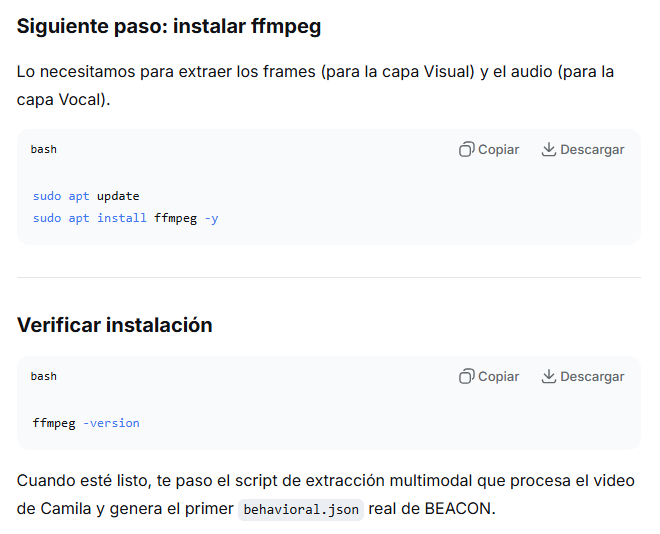 Siguiente paso: instalar ffmpeg
Lo necesitamos para extraer los frames (para la capa Visual) y el audio (para la
capa Vocal).
bash
Copiar
Descargar
sudo apt update
sudo apt install ffmpeg -y
Verificar instalación
bash
Copiar
Descargar
ffmpeg -version
Cuando esté listo, te paso el script de extracción multimodal que procesa el video
de Camila y genera el primer behavioral.json real de BEACON.